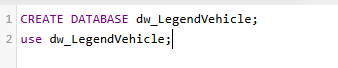 1 CREATE DATABASE dw_LegendVehicle;
2 use dw_LegendVehicle;